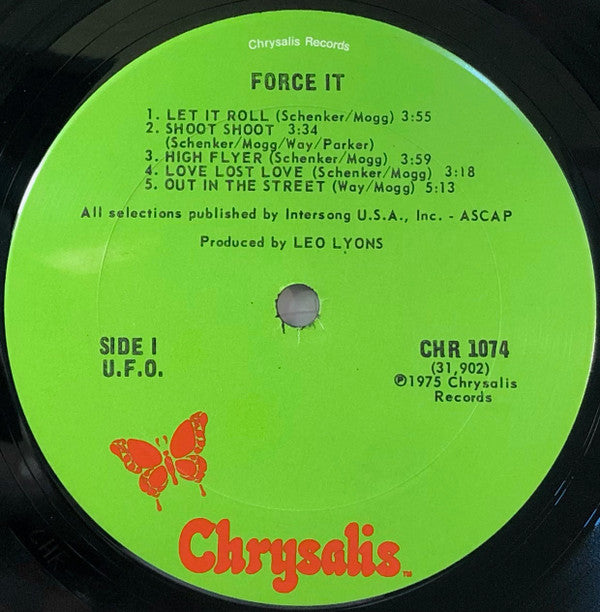 Chrysalis Records
FORCE IT
1. LET IT ROLL (Schenker/Mogg) 3:55
2. SHOOT SHOOT 3:34
(Schenker/Mogg/Way/Parker)
3. HIGH FLYER (Schenker/Mogg) 3:59
4. LOVE LOST LOVE (Schenker/Mogg) 3:18
5. OUT IN THE STREET (Way/Mogg) 5:13
All selections published by Intersong U.S.A., Inc. - ASCAP
Produced by LEO LYONS
SIDE I
U.F.O.
CHR 1074
(31,902)
℗1975 Chrysalis
Records
Chrysalis™